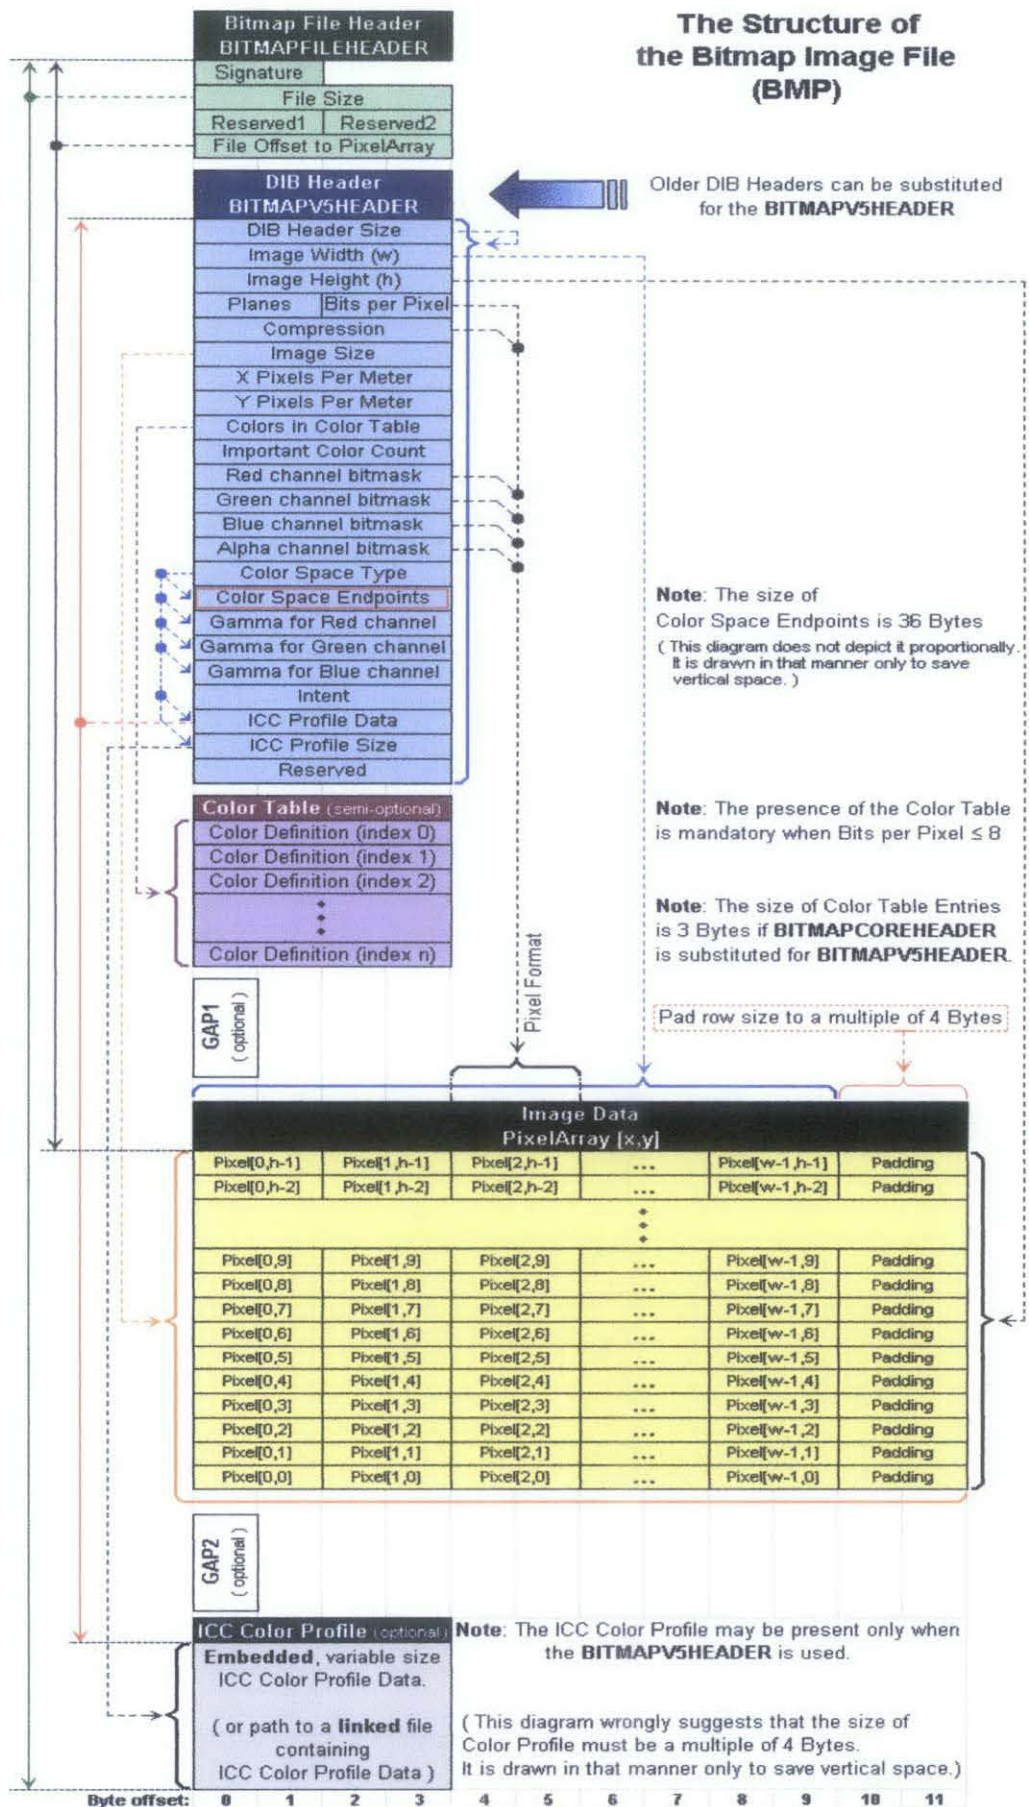 The Structure of
the Bitmap Image File
(BMP)
Bitmap File Header
BITMAPFILEHEADER
Signature
File Size
Reserved1 Reserved2
File Offset to PixelArray
DIB Header
BITMAPV5HEADER
Older DIB Headers can be substituted
for the BITMAPV5HEADER
DIB Header Size
Image Width (w)
Image Height (h)
Planes Bits per Pixel
Compression
Image Size
X Pixels Per Meter
Y Pixels Per Meter
Colors in Color Table
Important Color Count
Red channel bitmask
Green channel bitmask
Blue channel bitmask
Alpha channel bitmask
Color Space Type
Color Space Endpoints
Gamma for Red channel
Gamma for Green channel
Gamma for Blue channel
Intent
ICC Profile Data
ICC Profile Size
Reserved
Note: The size of
Color Space Endpoints is 36 Bytes
( This diagram does not depict it proportionally.
It is drawn in that manner only to save
vertical space. )
Color Table (semi-optional)
Color Definition (index 0)
Color Definition (index 1)
Color Definition (index 2)
Color Definition (index n)
Note: The presence of the Color Table
is mandatory when Bits per Pixel ≤ 8
Note: The size of Color Table Entries
is 3 Bytes if BITMAPCOREHEADER
is substituted for BITMAPV5HEADER.
GAP1
( optional )
Pixel Format
Pad row size to a multiple of 4 Bytes
Image Data
PixelArray [x,y]
Pixel[0,h-1] Pixel[1,h-1] Pixel[2,h-1] ... Pixel[w-1,h-1] Padding
Pixel[0,h-2] Pixel[1,h-2] Pixel[2,h-2] ... Pixel[w-1,h-2] Padding
Pixel[0,9] Pixel[1,9] Pixel[2,9] ... Pixel[w-1,9] Padding
Pixel[0,8] Pixel[1,8] Pixel[2,8] ... Pixel[w-1,8] Padding
Pixel[0,7] Pixel[1,7] Pixel[2,7] ... Pixel[w-1,7] Padding
Pixel[0,6] Pixel[1,6] Pixel[2,6] ... Pixel[w-1,6] Padding
Pixel[0,5] Pixel[1,5] Pixel[2,5] ... Pixel[w-1,5] Padding
Pixel[0,4] Pixel[1,4] Pixel[2,4] ... Pixel[w-1,4] Padding
Pixel[0,3] Pixel[1,3] Pixel[2,3] ... Pixel[w-1,3] Padding
Pixel[0,2] Pixel[1,2] Pixel[2,2] ... Pixel[w-1,2] Padding
Pixel[0,1] Pixel[1,1] Pixel[2,1] ... Pixel[w-1,1] Padding
Pixel[0,0] Pixel[1,0] Pixel[2,0] ... Pixel[w-1,0] Padding
GAP2
( optional )
ICC Color Profile (optional)
Embedded, variable size
ICC Color Profile Data.
( or path to a linked file
containing
ICC Color Profile Data )
Note: The ICC Color Profile may be present only when
the BITMAPV5HEADER is used.
( This diagram wrongly suggests that the size of
Color Profile must be a multiple of 4 Bytes.
It is drawn in that manner only to save vertical space.)
Byte offset: 0 1 2 3 4 5 6 7 8 9 10 11